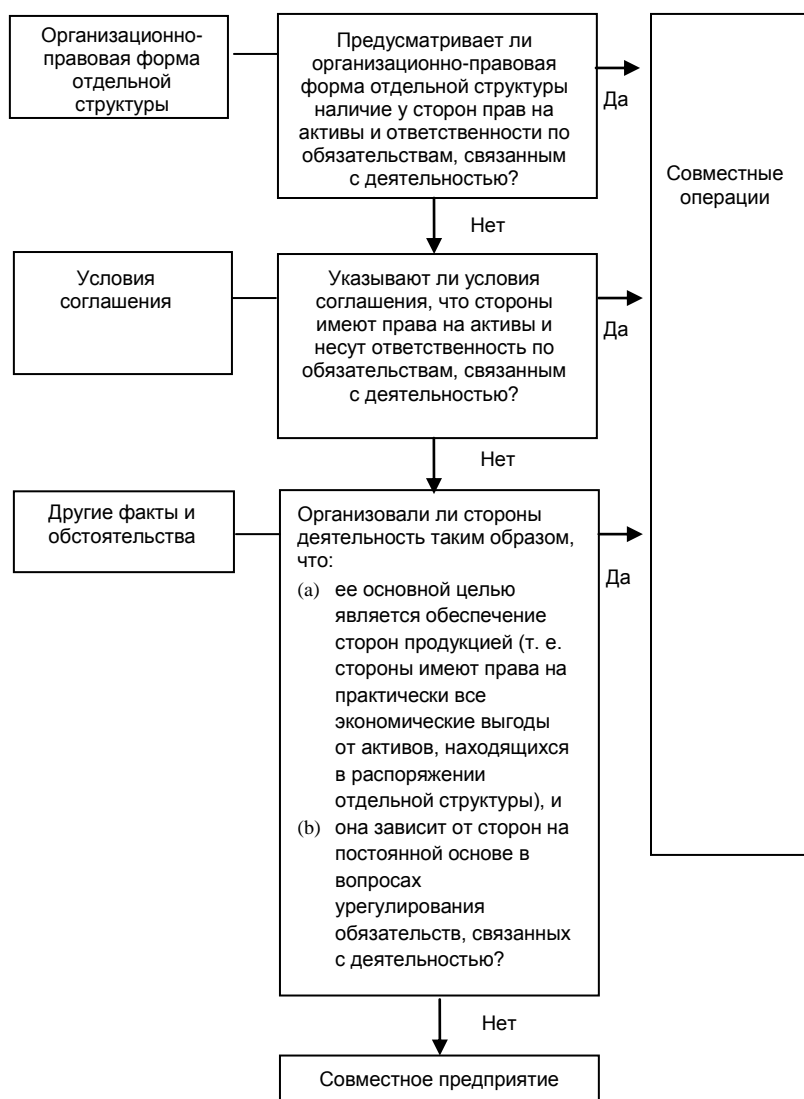 Организационно-
правовая форма
отдельной
структуры
Предусматривает ли
организационно-правовая
форма отдельной структуры
наличие у сторон прав на
активы и ответственности по
обязательствам, связанным
с деятельностью?
Да
Совместные
операции
Нет
Условия
соглашения
Указывают ли условия
соглашения, что стороны
имеют права на активы и
несут ответственность по
обязательствам, связанным
с деятельностью?
Да
Нет
Другие факты и
обстоятельства
Организовали ли стороны
деятельность таким образом,
что:
(a) ее основной целью
является обеспечение
сторон продукцией (т. е.
стороны имеют права на
практически все
экономические выгоды
от активов, находящихся
в распоряжении
отдельной структуры), и
(b) она зависит от сторон на
постоянной основе в
вопросах
урегулирования
обязательств, связанных
с деятельностью?
Да
Нет
Совместное предприятие